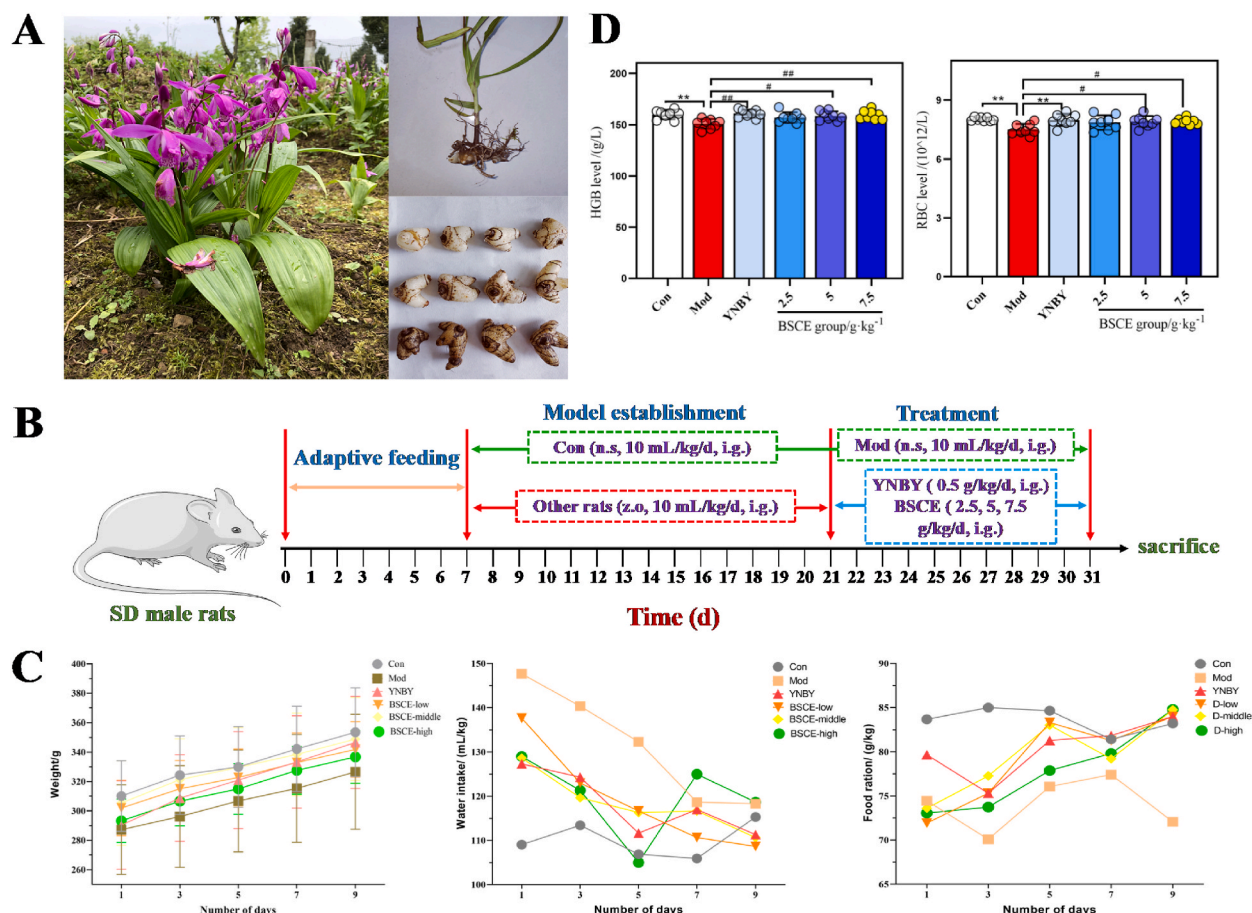 A
D
200
150
100
50
0
HGB level /(g/L)
**
##
#
##
Con
Mod
YNBY
2.5
5
7.5
BSCE group/g·kg⁻¹
9
6
3
0
RBC level /(10^12/L)
**
**
#
#
Con
Mod
YNBY
2.5
5
7.5
BSCE group/g·kg⁻¹
B
Model establishment
Treatment
Adaptive feeding
Con (n.s, 10 mL/kg/d, i.g.)
Mod (n.s, 10 mL/kg/d, i.g.)
Other rats (z.o, 10 mL/kg/d, i.g.)
YNBY ( 0.5 g/kg/d, i.g.)
BSCE ( 2.5, 5, 7.5
g/kg/d, i.g.)
sacrifice
0 1 2 3 4 5 6 7 8 9 10 11 12 13 14 15 16 17 18 19 20 21 22 23 24 25 26 27 28 29 30 31
SD male rats
Time (d)
C
400
380
360
340
320
300
280
260
Weight/g
Con
Mod
YNBY
BSCE-low
BSCE-middle
BSCE-high
1 3 5 7 9
Number of days
150
140
130
120
110
100
Water intake/ (mL/kg)
Con
Mod
YNBY
BSCE-low
BSCE-middle
BSCE-high
1 3 5 7 9
Number of days
90
85
80
75
70
65
Food ration/ (g/kg)
Con
Mod
YNBY
D-low
D-middle
D-high
1 3 5 7 9
Number of days